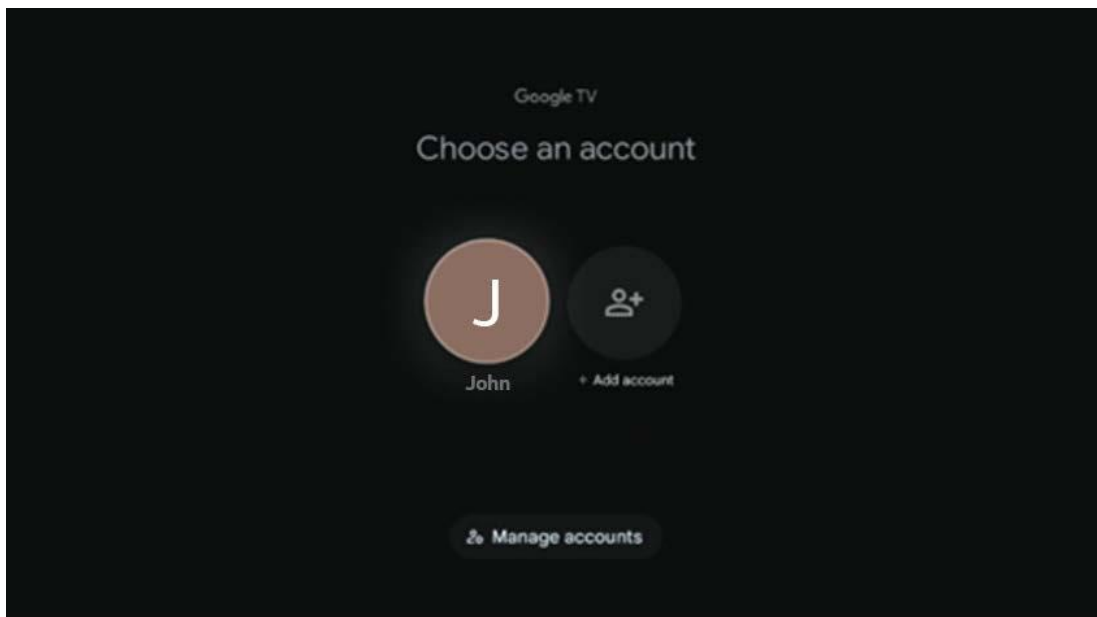 Google TV
Choose an account
J
John
+ Add account
Manage accounts